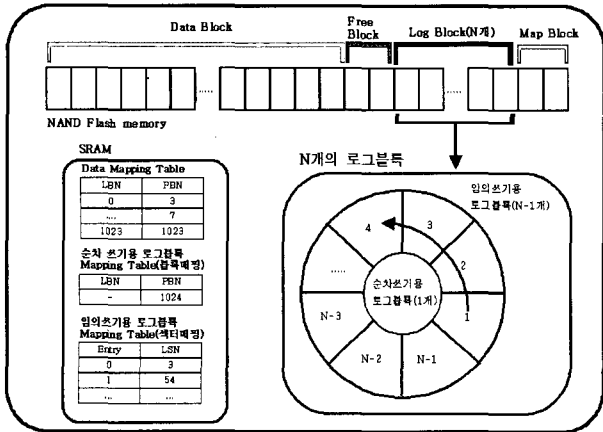 Data Block
Free Block
Log Block(N개)
Map Block
.....
.....
NAND Flash memory
SRAM
Data Mapping Table
LBN PBN
0 3
.... 7
1023 1023
순차 쓰기용 로그블록
Mapping Table(블록매핑)
LBN PBN
- 1024
임의쓰기용 로그블록
Mapping Table(섹터매핑)
Entry LSN
0 3
1 54
.... ....
N개의 로그블록
임의쓰기용
로그블록(N-1개)
4
3
2
1
.....
순차쓰기용
로그블록(1개)
N-3
N-2
N-1